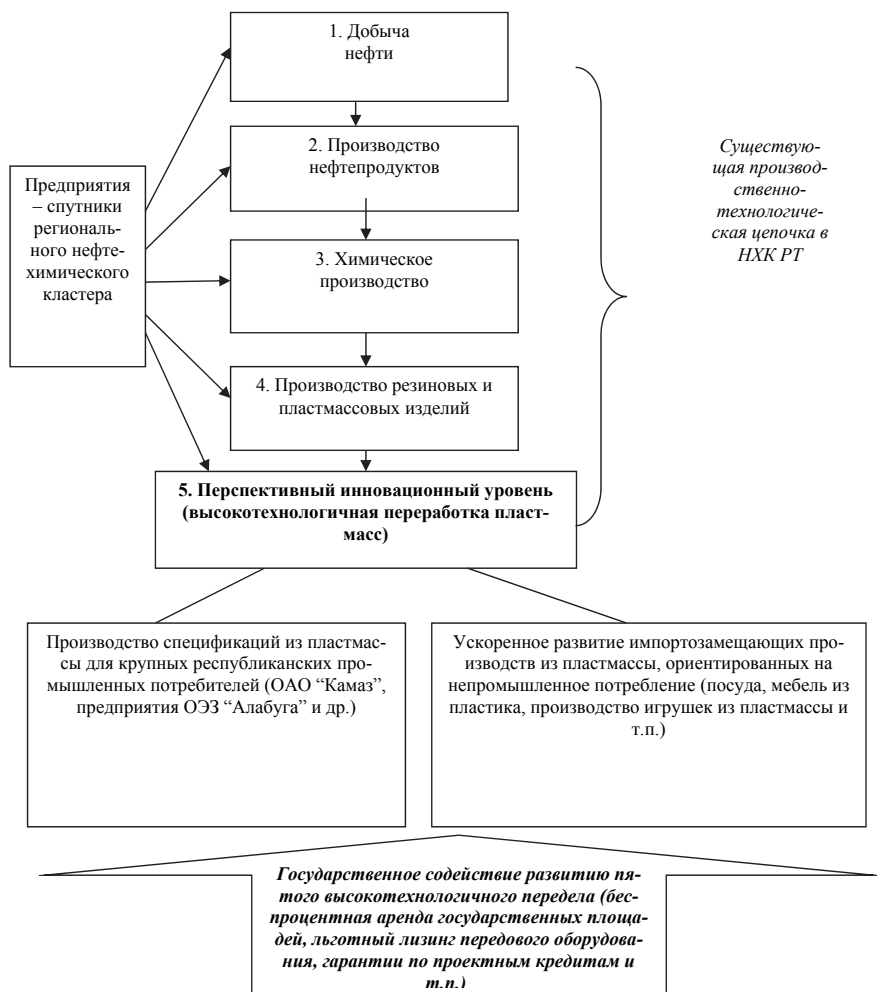 1. Добыча
нефти
2. Производство
нефтепродуктов
Предприятия
– спутники
регионально-
го нефте-
химического
кластера
3. Химическое
производство
4. Производство резиновых и
пластмассовых изделий
5. Перспективный инновационный уровень
(высокотехнологичная переработка пласт-
масс)
Существую-
щая производ-
ственно-
технологиче-
ская цепочка в
НХК РТ
Производство спецификаций из пластмас-
сы для крупных республиканских про-
мышленных потребителей (ОАО “Камаз”,
предприятия ОЭЗ “Алабуга” и др.)
Ускоренное развитие импортозамещающих про-
изводств из пластмассы, ориентированных на
непромышленное потребление (посуда, мебель из
пластика, производство игрушек из пластмассы и
т.п.)
Государственное содействие развитию пя-
того высокотехнологичного передела (бес-
процентная аренда государственных площа-
дей, льготный лизинг передового оборудова-
ния, гарантии по проектным кредитам и
т.п.)